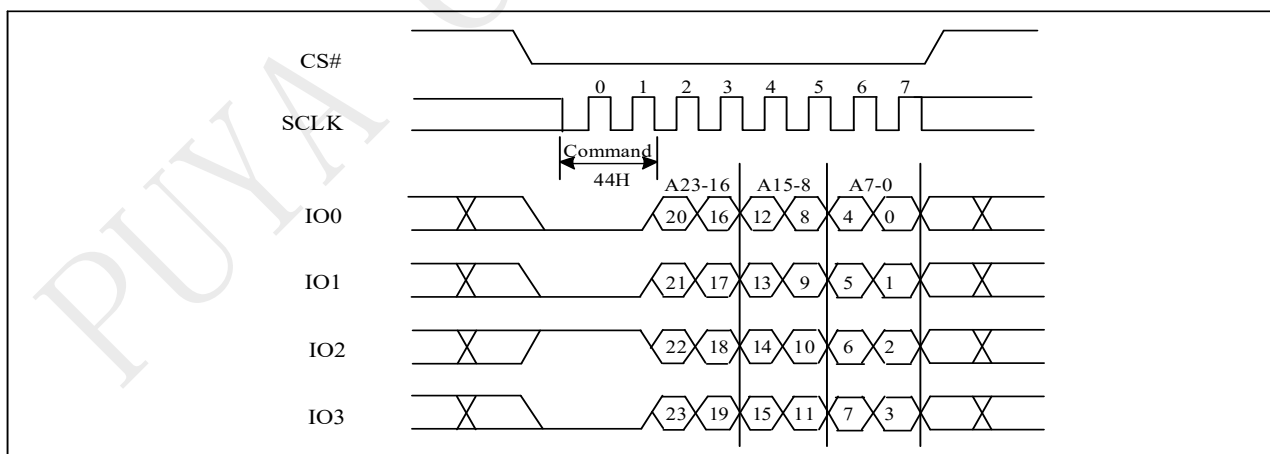 PUYA
CS#
0 1 2 3 4 5 6 7
SCLK
Command
44H
A23-16 A15-8 A7-0
IO0 20 16 12 8 4 0
IO1 21 17 13 9 5 1
IO2 22 18 14 10 6 2
IO3 23 19 15 11 7 3